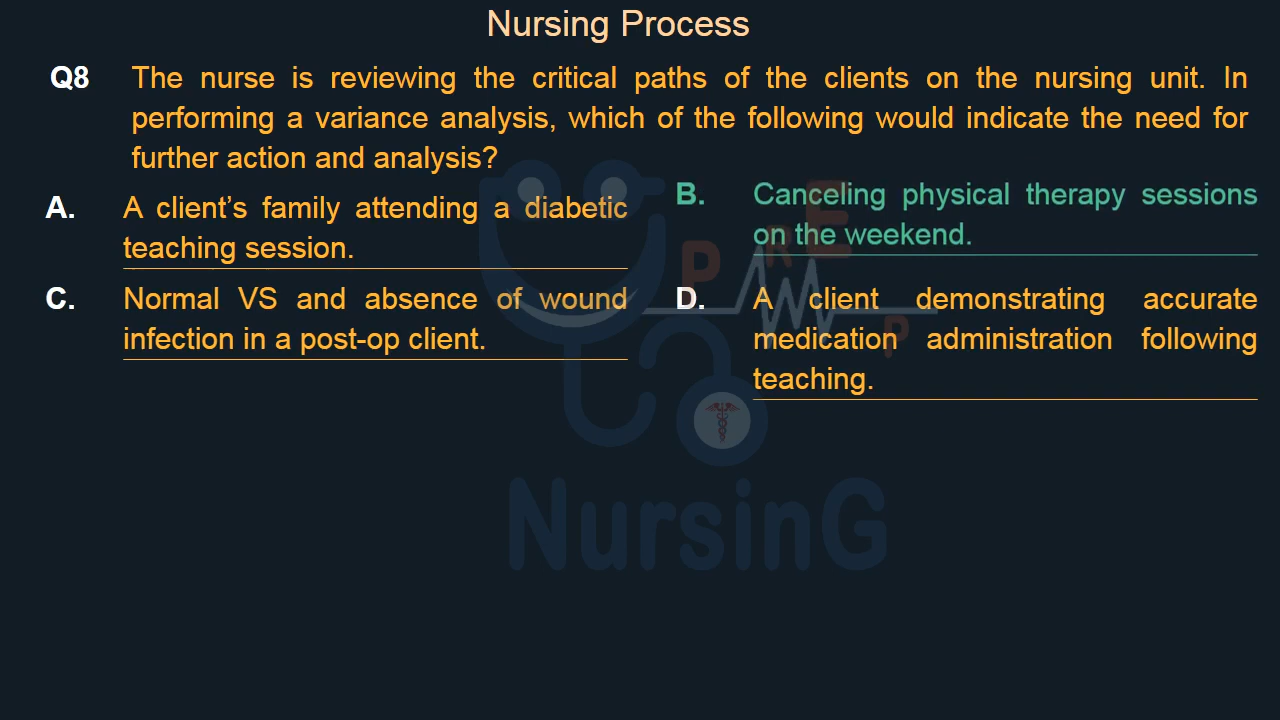 Nursing Process
Q8 The nurse is reviewing the critical paths of the clients on the nursing unit. In
performing a variance analysis, which of the following would indicate the need for
further action and analysis?
A. A client’s family attending a diabetic
teaching session.
B. Canceling physical therapy sessions
on the weekend.
C. Normal VS and absence of wound
infection in a post-op client.
D. A client demonstrating accurate
medication administration following
teaching.
PREP
NursinG